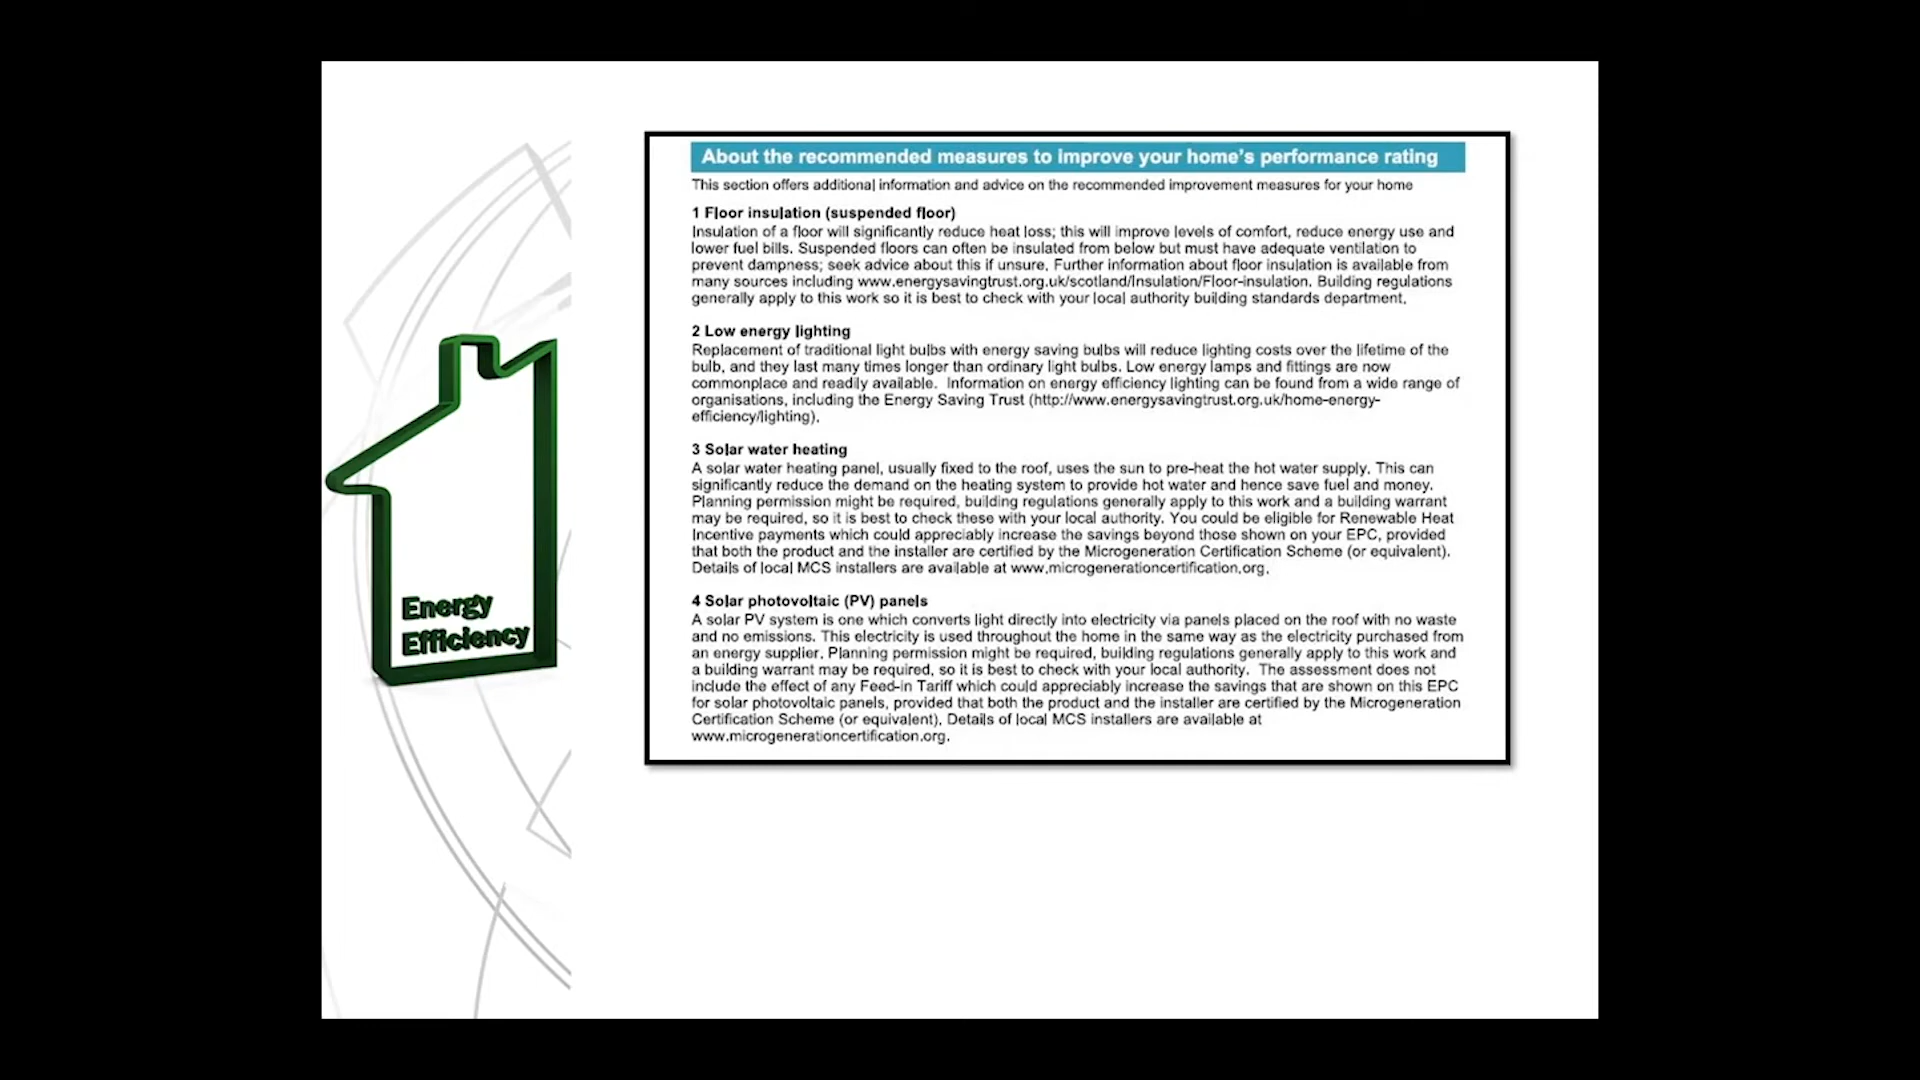 About the recommended measures to improve your home's performance rating
This section offers additional information and advice on the recommended improvement measures for your home
1 Floor insulation (suspended floor)
Insulation of a floor will significantly reduce heat loss; this will improve levels of comfort, reduce energy use and
lower fuel bills. Suspended floors can often be insulated from below but must have adequate ventilation to
prevent dampness; seek advice about this if unsure. Further information about floor insulation is available from
many sources including www.energysavingtrust.org.uk/scotland/Insulation/Floor-insulation. Building regulations
generally apply to this work so it is best to check with your local authority building standards department.
2 Low energy lighting
Replacement of traditional light bulbs with energy saving bulbs will reduce lighting costs over the lifetime of the
bulb, and they last many times longer than ordinary light bulbs. Low energy lamps and fittings are now
commonplace and readily available. Information on energy efficiency lighting can be found from a wide range of
organisations, including the Energy Saving Trust (http://www.energysavingtrust.org.uk/home-energy-
efficiency/lighting).
3 Solar water heating
A solar water heating panel, usually fixed to the roof, uses the sun to pre-heat the hot water supply. This can
significantly reduce the demand on the heating system to provide hot water and hence save fuel and money.
Planning permission might be required, building regulations generally apply to this work and a building warrant
may be required, so it is best to check these with your local authority. You could be eligible for Renewable Heat
Incentive payments which could appreciably increase the savings beyond those shown on your EPC, provided
that both the product and the installer are certified by the Microgeneration Certification Scheme (or equivalent).
Details of local MCS installers are available at www.microgenerationcertification.org.
4 Solar photovoltaic (PV) panels
A solar PV system is one which converts light directly into electricity via panels placed on the roof with no waste
and no emissions. This electricity is used throughout the home in the same way as the electricity purchased from
an energy supplier. Planning permission might be required, building regulations generally apply to this work and
a building warrant may be required, so it is best to check with your local authority. The assessment does not
include the effect of any Feed-in Tariff which could appreciably increase the savings that are shown on this EPC
for solar photovoltaic panels, provided that both the product and the installer are certified by the Microgeneration
Certification Scheme (or equivalent). Details of local MCS installers are available at
www.microgenerationcertification.org.
Energy
Efficiency